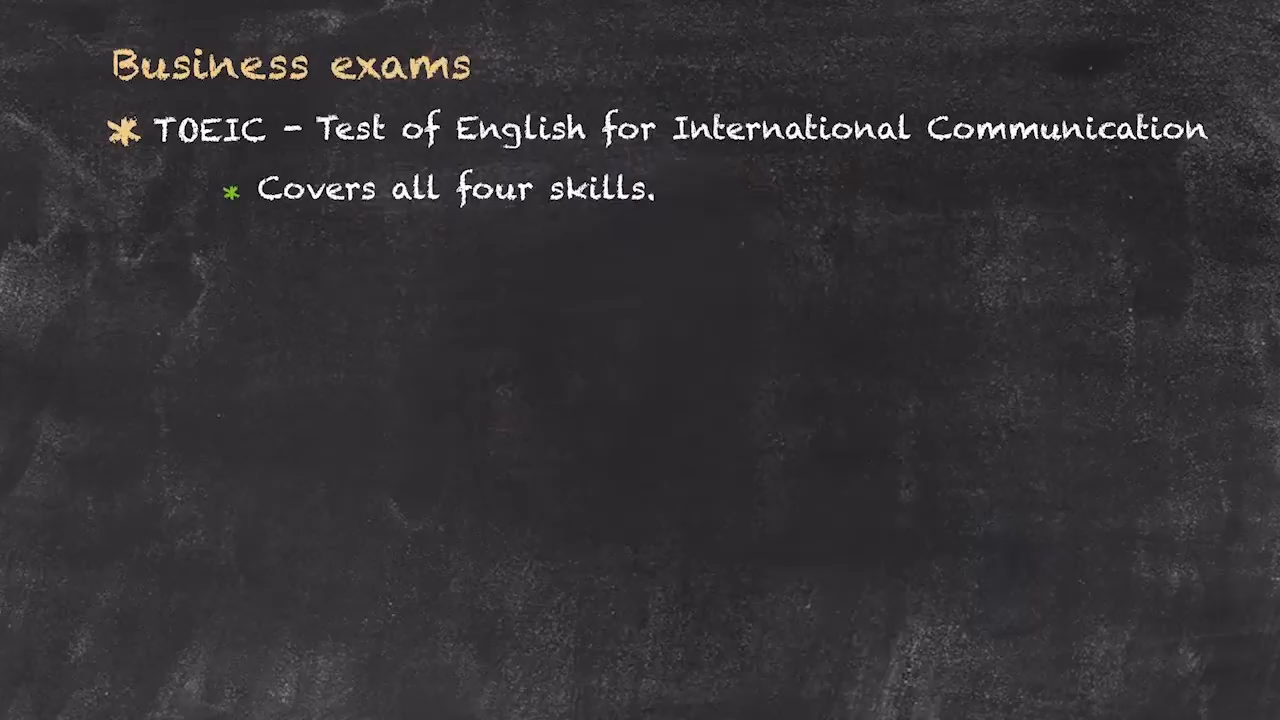 Business exams
* TOEIC - Test of English for International Communication
* Covers all four skills.